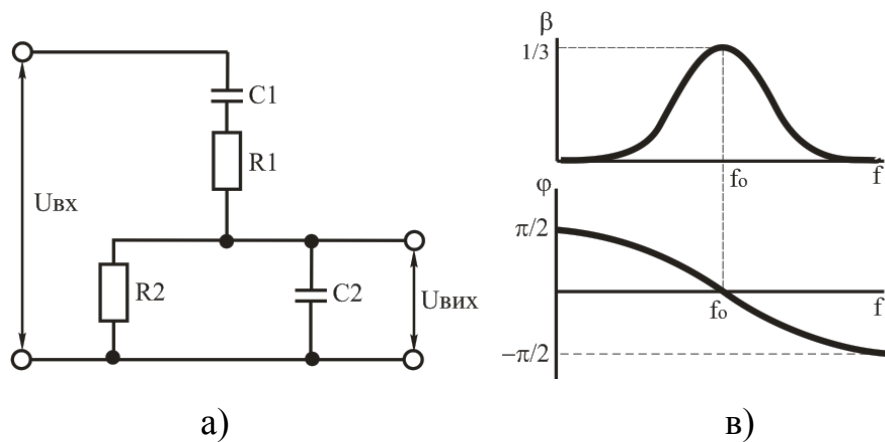 C1
R1
Uвх
R2
C2
Uвих
а)
β
1/3
f
fo
φ
π/2
f
fo
−π/2
в)